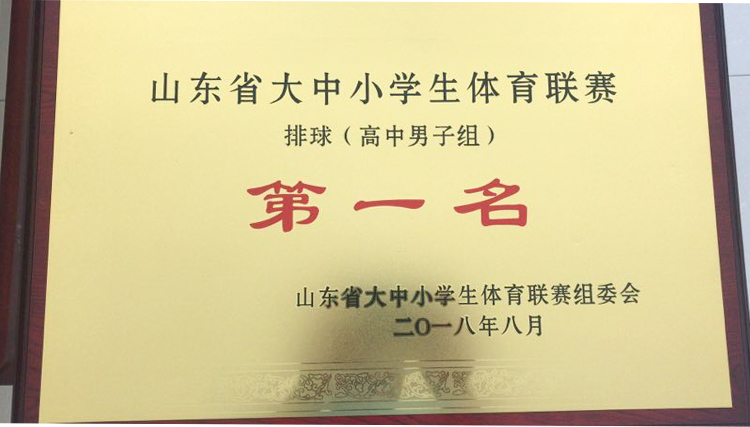 山东省大中小学生体育联赛
排球（高中男子组）
第一名
山东省大中小学生体育联赛组委会
二〇一八年八月